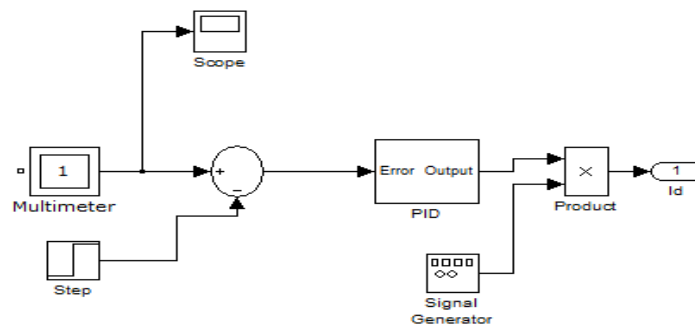 Scope
1
Multimeter
+
−
Error Output
PID
×
Product
1
Id
Step
Signal
Generator